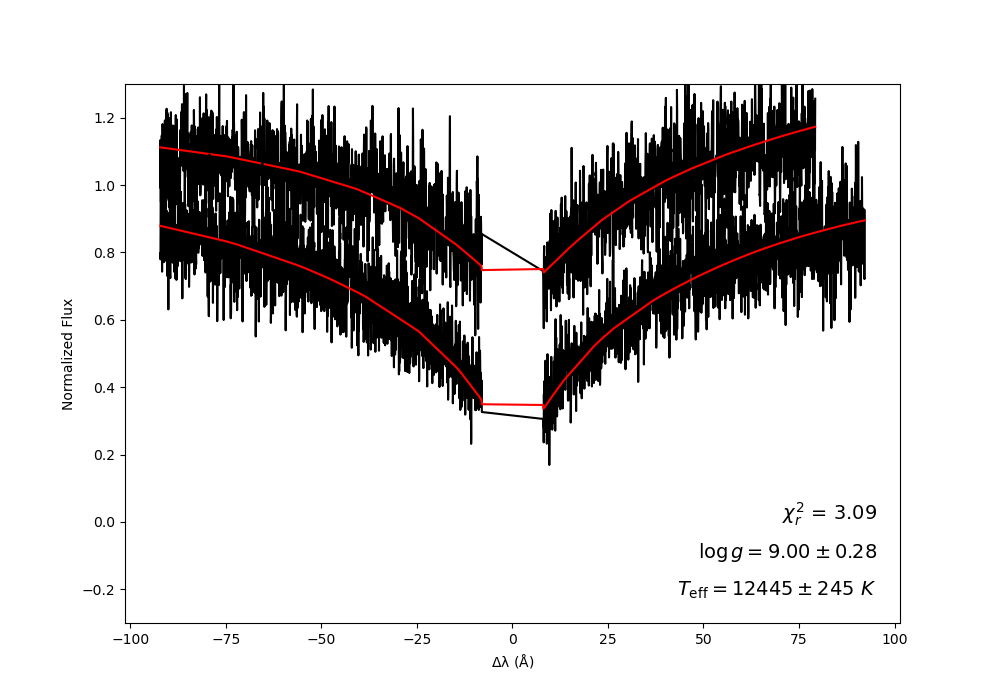 1.2
1.0
0.8
0.6
0.4
0.2
0.0
−0.2
Normalized Flux
χ²ᵣ = 3.09
log g = 9.00 ± 0.28
T_eff = 12445 ± 245 K
−100 −75 −50 −25 0 25 50 75 100
Δλ (Å)